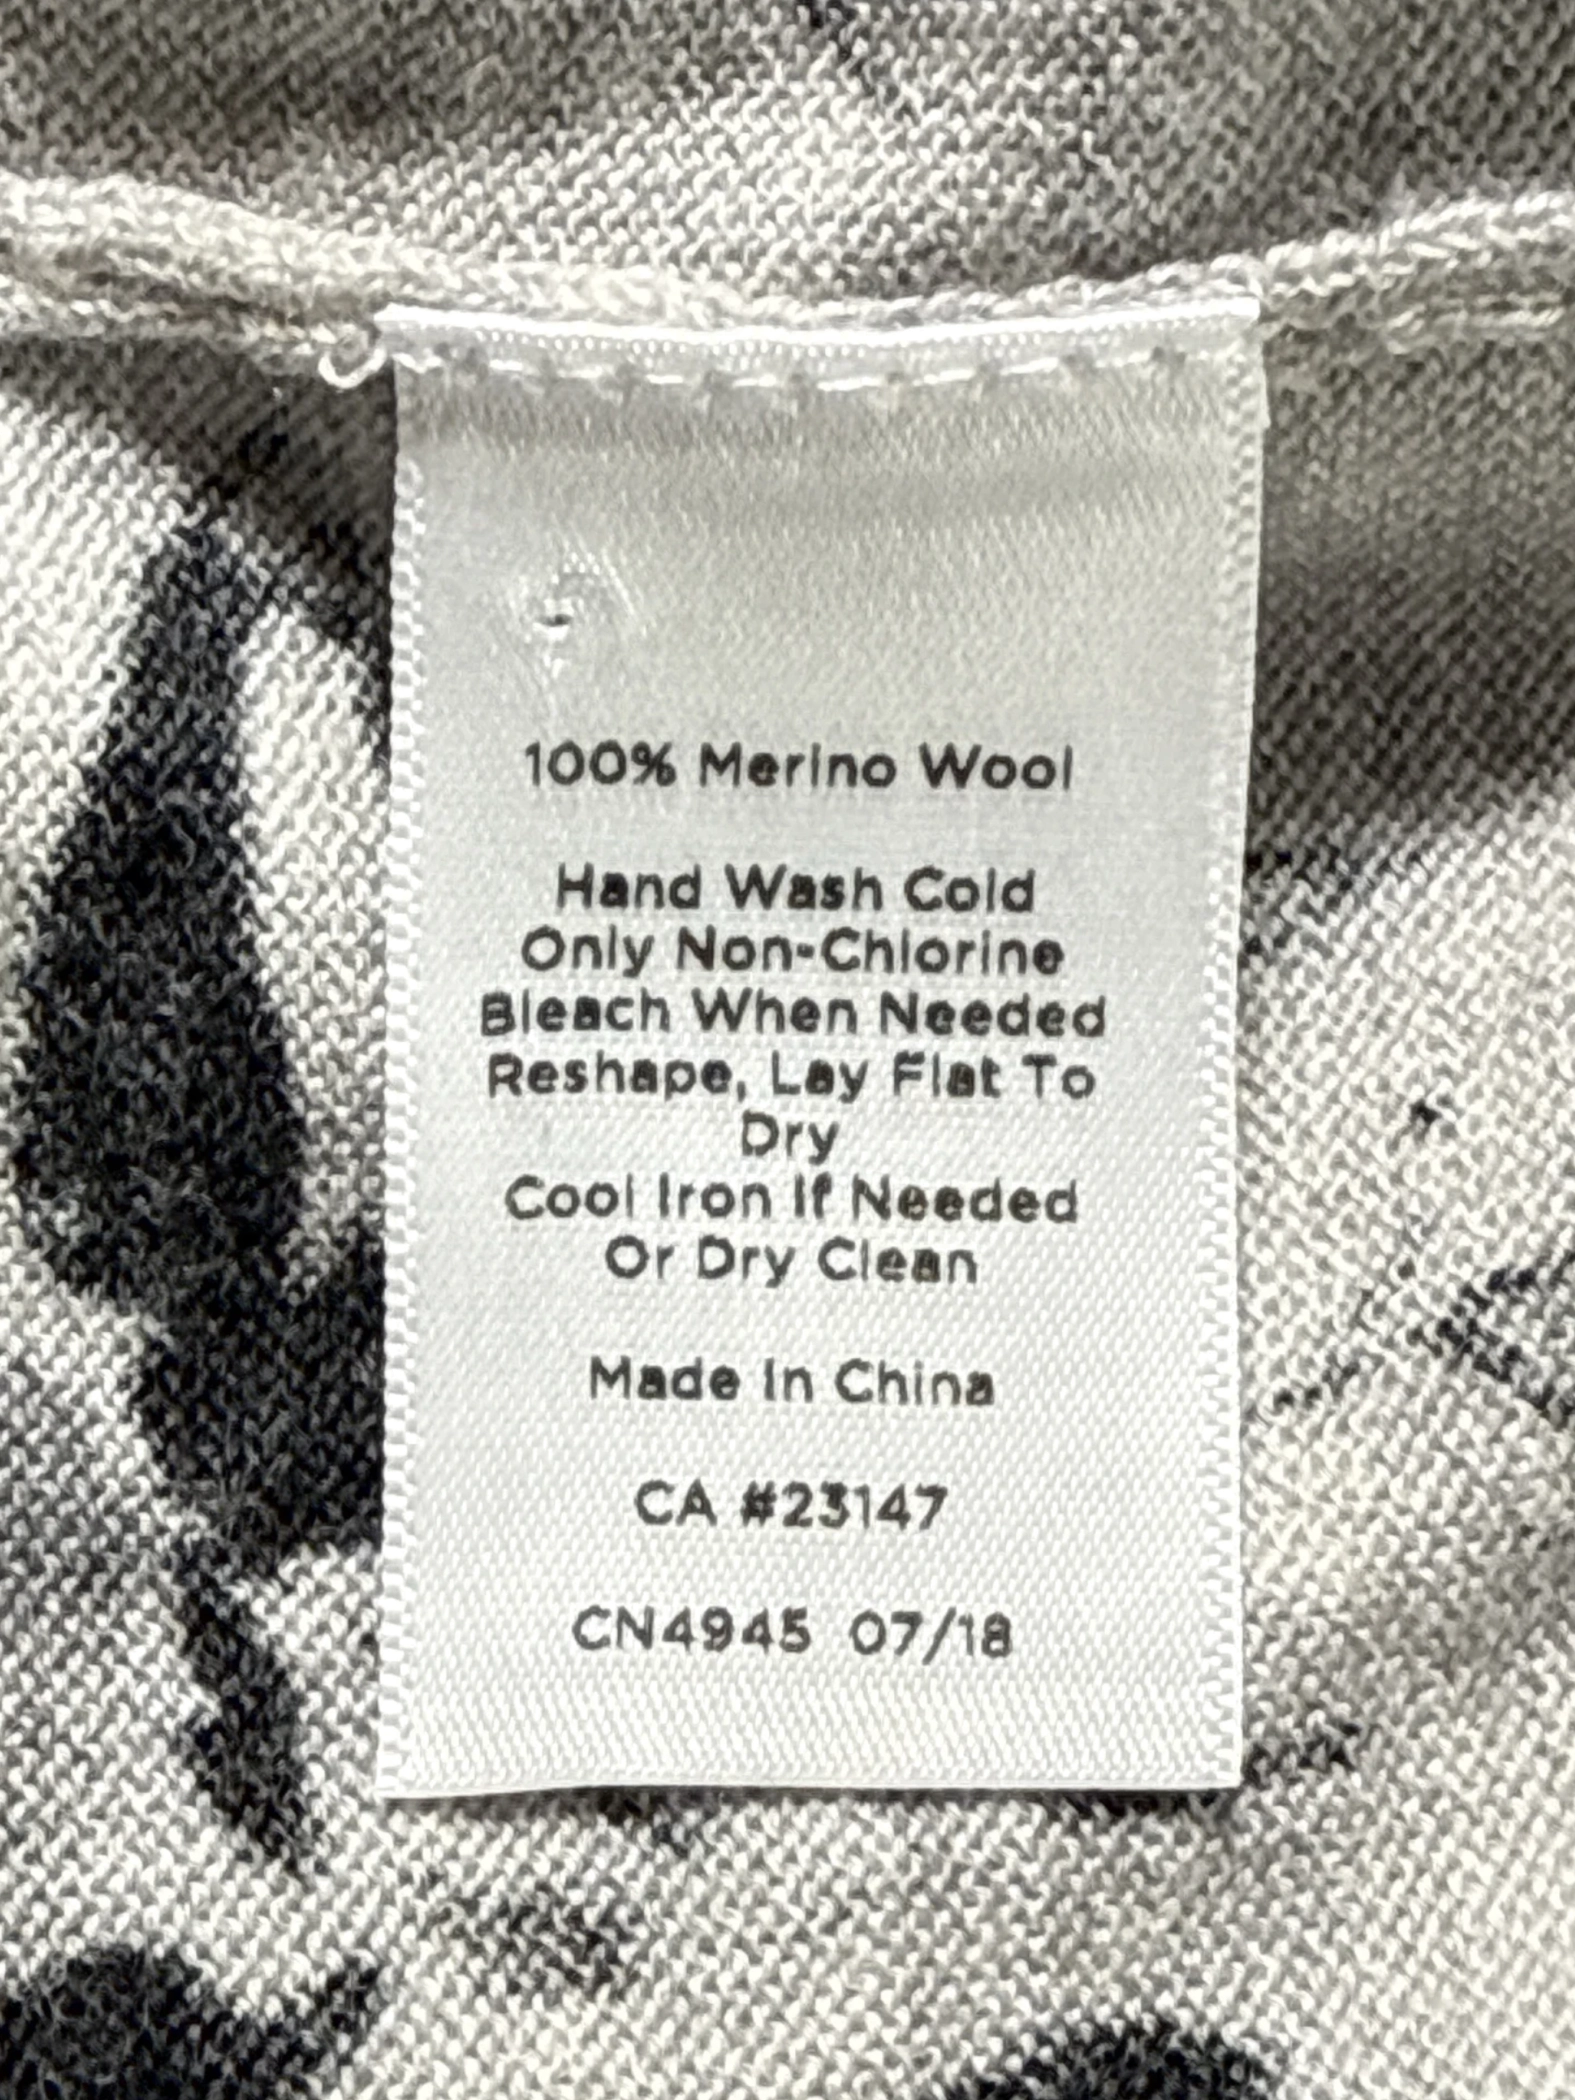 100% Merino Wool
Hand Wash Cold
Only Non-Chlorine
Bleach When Needed
Reshape, Lay Flat To
Dry
Cool Iron If Needed
Or Dry Clean
Made In China
CA #23147
CN4945 07/18